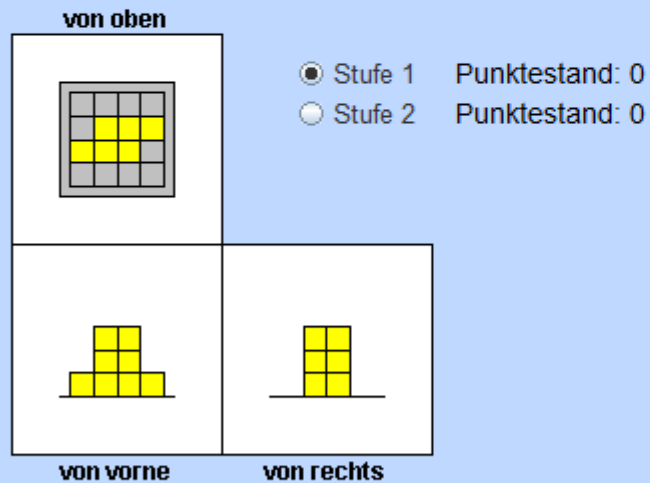 von oben
Stufe 1 Punktestand: 0
Stufe 2 Punktestand: 0
von vorne
von rechts